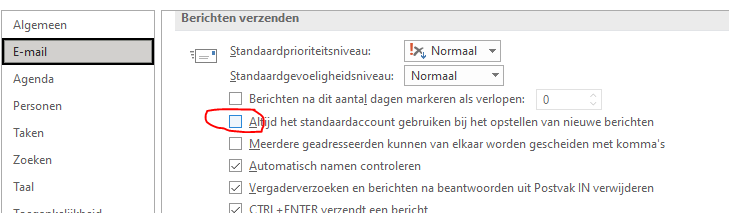 Algemeen
E-mail
Agenda
Personen
Taken
Zoeken
Taal
Toegankelijkheid
Berichten verzenden
Standaardprioriteitsniveau: Normaal
Standaardgevoeligheidsniveau: Normaal
Berichten na dit aantal dagen markeren als verlopen: 0
Altijd het standaardaccount gebruiken bij het opstellen van nieuwe berichten
Meerdere geadresseerden kunnen van elkaar worden gescheiden met komma's
Automatisch namen controleren
Vergaderverzoeken en berichten na beantwoorden uit Postvak IN verwijderen
CTRL+ENTER verzendt een bericht